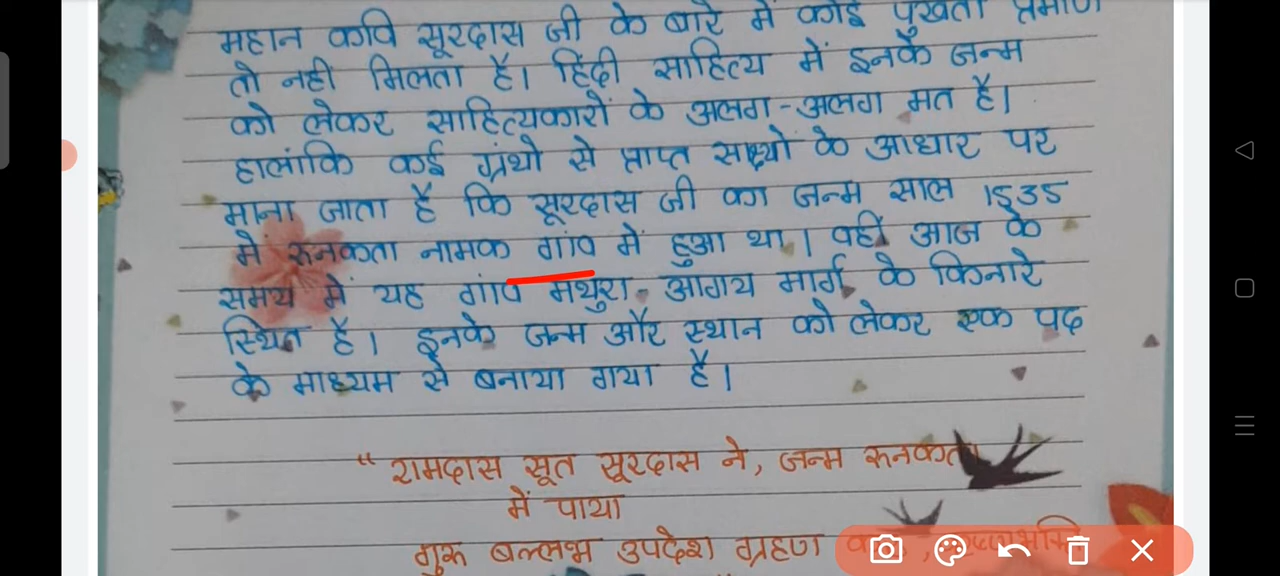 महान कवि सूरदास जी के बारे में कोई पुख्ता प्रमाण
तो नही मिलता है। हिंदी साहित्य में इनके जन्म
को लेकर साहित्यकारों के अलग-अलग मत है।
हालांकि कई ग्रंथो से प्राप्त साक्ष्यो के आधार पर
माना जाता है कि सूरदास जी का जन्म साल 1535
में रुनकता नामक गांव में हुआ था। वहीं आज के
समय में यह गांव मथुरा-आगय मार्ग के किनारे
स्थित है। इनके जन्म और स्थान को लेकर एक पद
के माध्यम से बनाया गया है।
"रामदास सूत सूरदास ने, जन्म रुनकता
में पाया
गुरु बल्लभ उपदेश ग्रहण